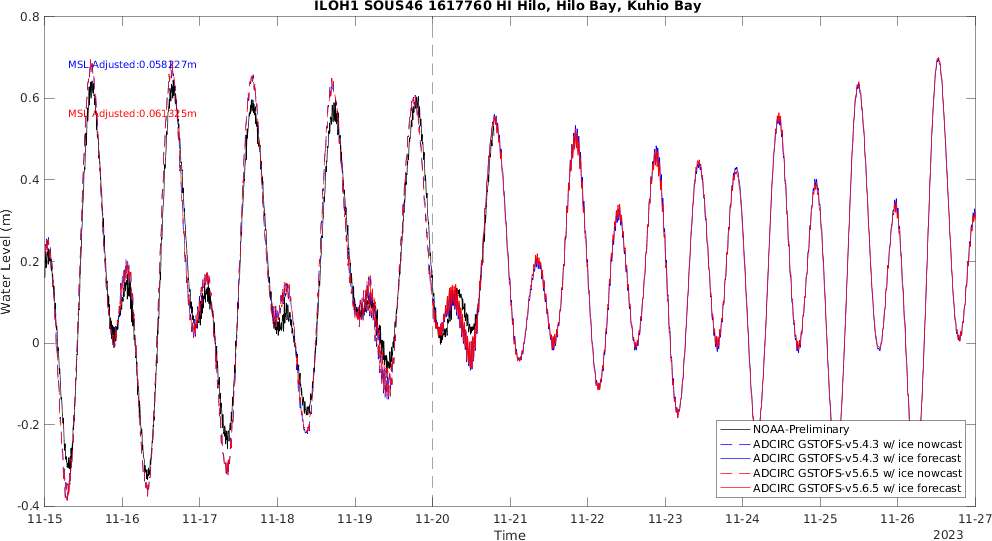 ILOH1 SOUS46 1617760 HI Hilo, Hilo Bay, Kuhio Bay
0.8
0.6
0.4
0.2
0
-0.2
-0.4
Water Level (m)
MSL Adjusted:0.058327m
MSL Adjusted:0.061325m
NOAA-Preliminary
ADCIRC GSTOFS-v5.4.3 w/ ice nowcast
ADCIRC GSTOFS-v5.4.3 w/ ice forecast
ADCIRC GSTOFS-v5.6.5 w/ ice nowcast
ADCIRC GSTOFS-v5.6.5 w/ ice forecast
11-15 11-16 11-17 11-18 11-19 11-20 11-21 11-22 11-23 11-24 11-25 11-26 11-27
Time
2023